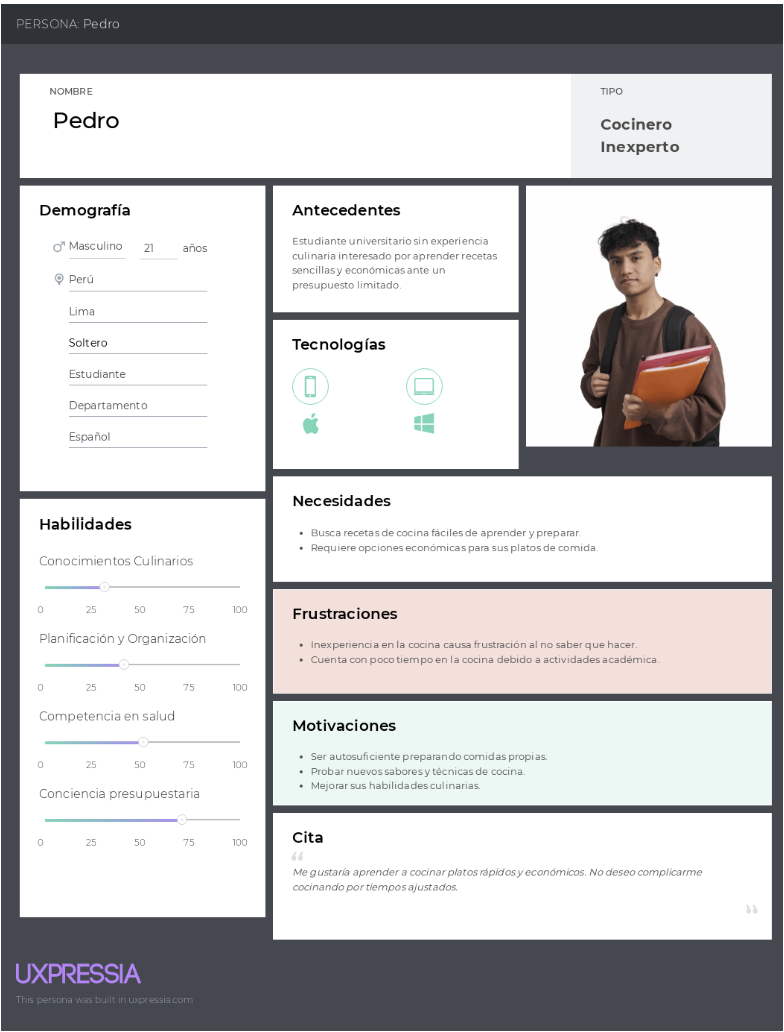 PERSONA: Pedro
NOMBRE
Pedro
TIPO
Cocinero
Inexperto
Demografía
Masculino 21 años
Perú
Lima
Soltero
Estudiante
Departamento
Español
Antecedentes
Estudiante universitario sin experiencia
culinaria interesado por aprender recetas
sencillas y económicas ante un
presupuesto limitado.
Tecnologías
Habilidades
Conocimientos Culinarios
0 25 50 75 100
Planificación y Organización
0 25 50 75 100
Competencia en salud
0 25 50 75 100
Conciencia presupuestaria
0 25 50 75 100
Necesidades
• Busca recetas de cocina fáciles de aprender y preparar.
• Requiere opciones económicas para sus platos de comida.
Frustraciones
• Inexperiencia en la cocina causa frustración al no saber que hacer.
• Cuenta con poco tiempo en la cocina debido a actividades académica.
Motivaciones
• Ser autosuficiente preparando comidas propias.
• Probar nuevos sabores y técnicas de cocina.
• Mejorar sus habilidades culinarias.
Cita
“
Me gustaría aprender a cocinar platos rápidos y económicos. No deseo complicarme
cocinando por tiempos ajustados.
”
UXPRESSIA
This persona was built in uxpressia.com